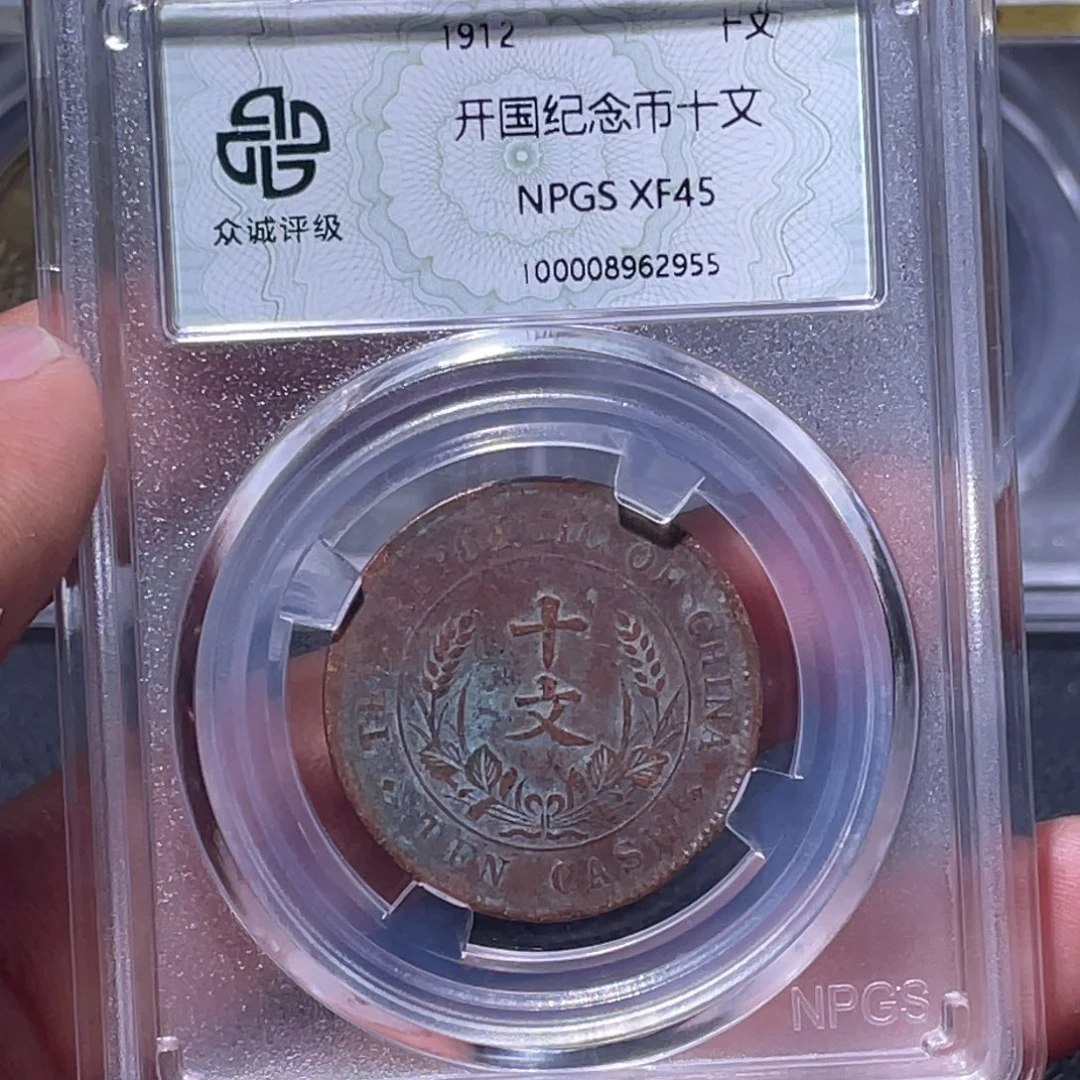 1912 十文
开国纪念币十文
NPGS XF45
众诚评级
100008962955
OF CHINA
十
文
TEN CAS
NPGS